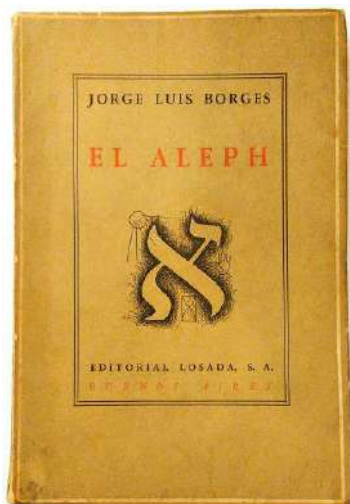 JORGE LUIS BORGES
EL ALEPH
א
EDITORIAL LOSADA, S. A.
BUENOS AIRES